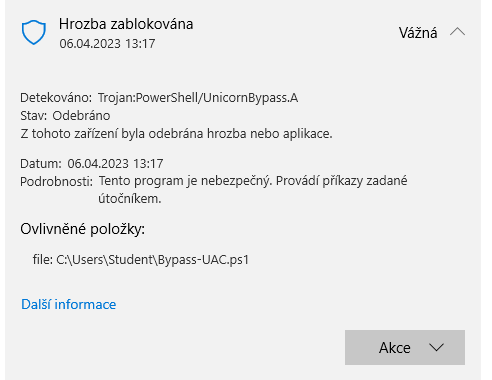 Hrozba zablokována
06.04.2023 13:17
Vážná
Detekováno: Trojan:PowerShell/UnicornBypass.A
Stav: Odebráno
Z tohoto zařízení byla odebrána hrozba nebo aplikace.
Datum: 06.04.2023 13:17
Podrobnosti: Tento program je nebezpečný. Provádí příkazy zadané
útočníkem.
Ovlivněné položky:
file: C:\Users\Student\Bypass-UAC.ps1
Další informace
Akce